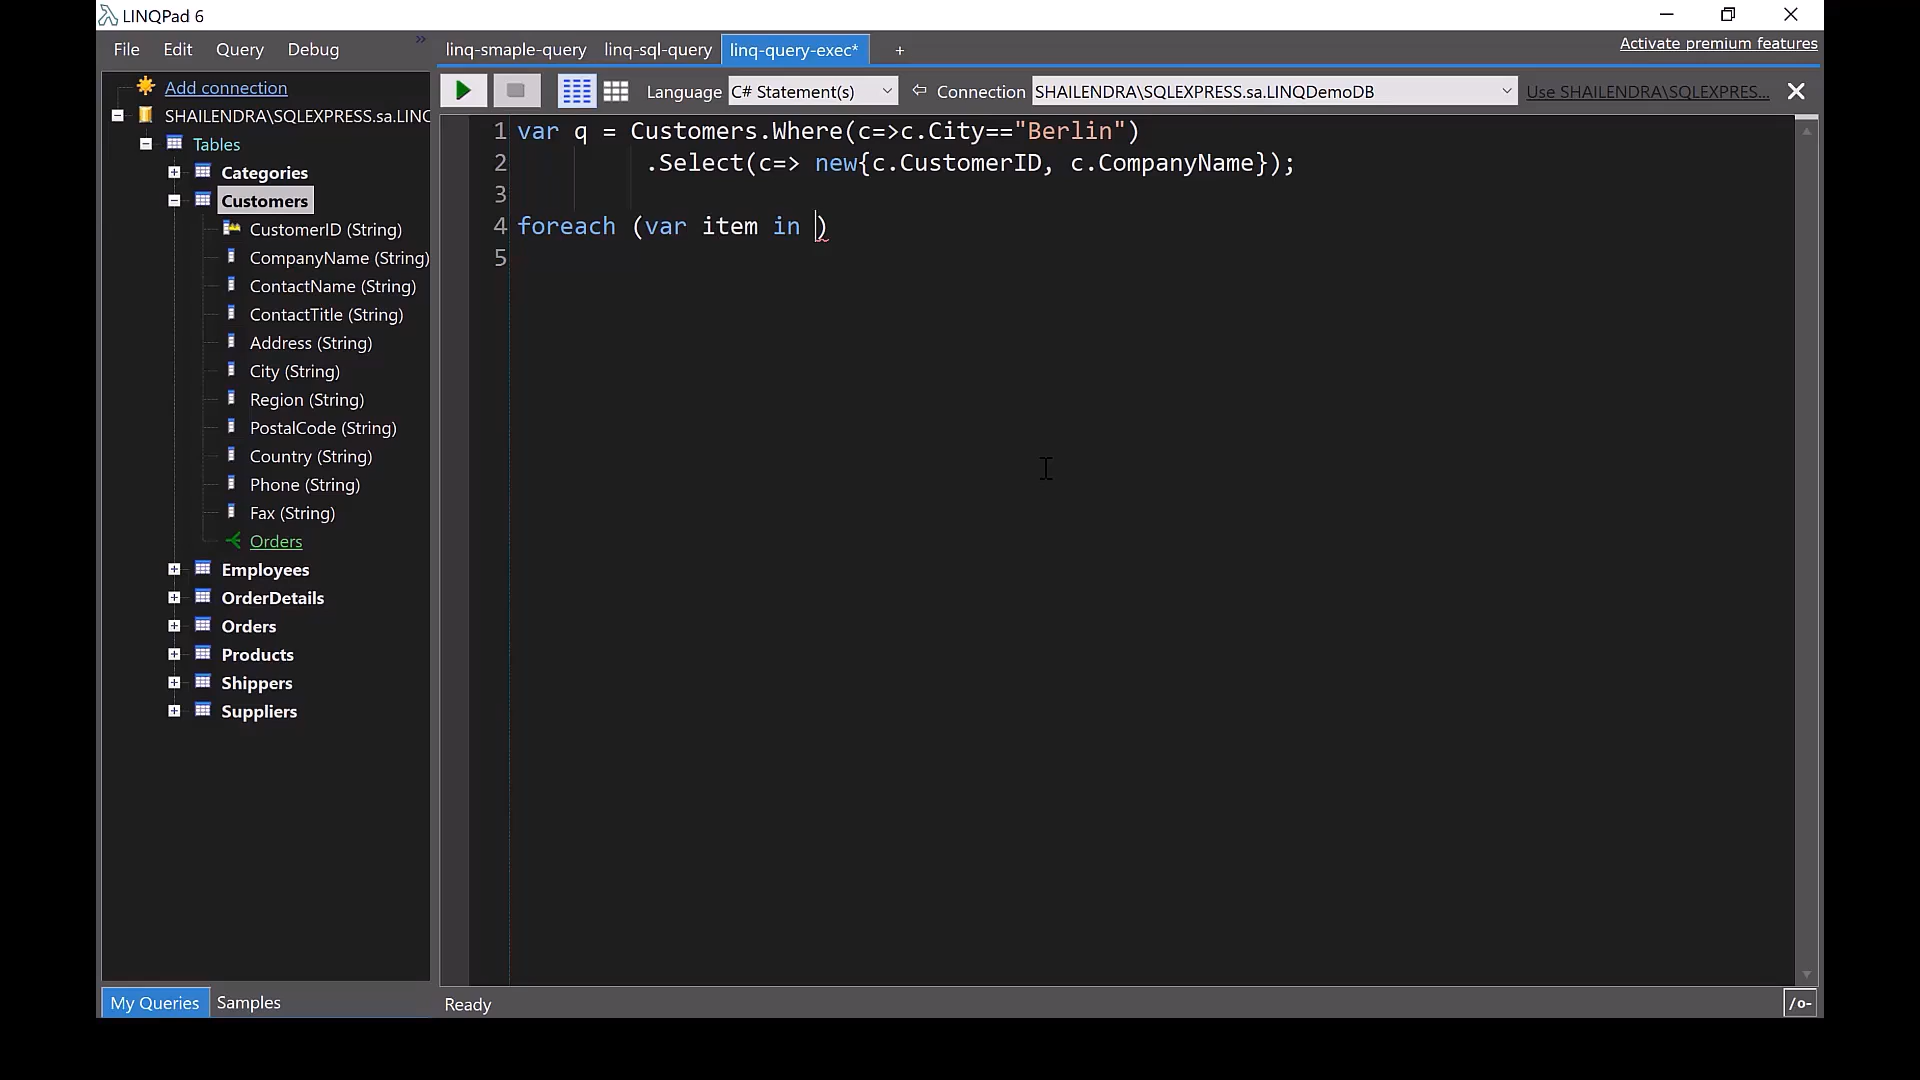 LINQPad 6
File Edit Query Debug »
linq-smaple-query linq-sql-query linq-query-exec* +
Activate premium features
Language C# Statement(s) Connection SHAILENDRA\SQLEXPRESS.sa.LINQDemoDB Use SHAILENDRA\SQLEXPRES...
Add connection
SHAILENDRA\SQLEXPRESS.sa.LINQ
Tables
Categories
Customers
CustomerID (String)
CompanyName (String)
ContactName (String)
ContactTitle (String)
Address (String)
City (String)
Region (String)
PostalCode (String)
Country (String)
Phone (String)
Fax (String)
Orders
Employees
OrderDetails
Orders
Products
Shippers
Suppliers
1 var q = Customers.Where(c=>c.City=="Berlin")
2 .Select(c=> new{c.CustomerID, c.CompanyName});
3
4 foreach (var item in )
5
My Queries Samples
Ready
/o-